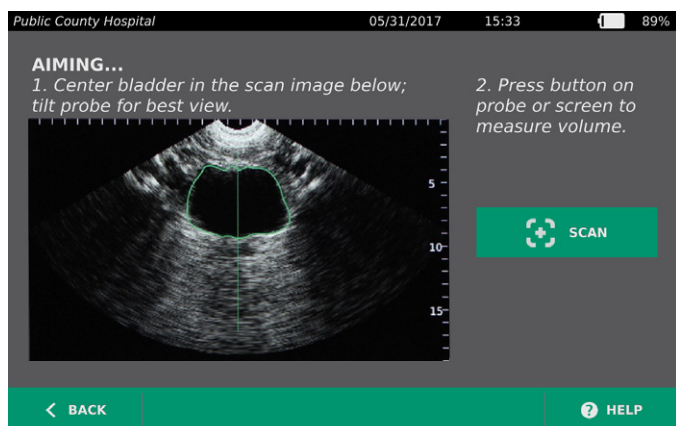 Public County Hospital 05/31/2017 15:33 89%
AIMING...
1. Center bladder in the scan image below;
tilt probe for best view.
2. Press button on
probe or screen to
measure volume.
5
10
15
SCAN
BACK
HELP